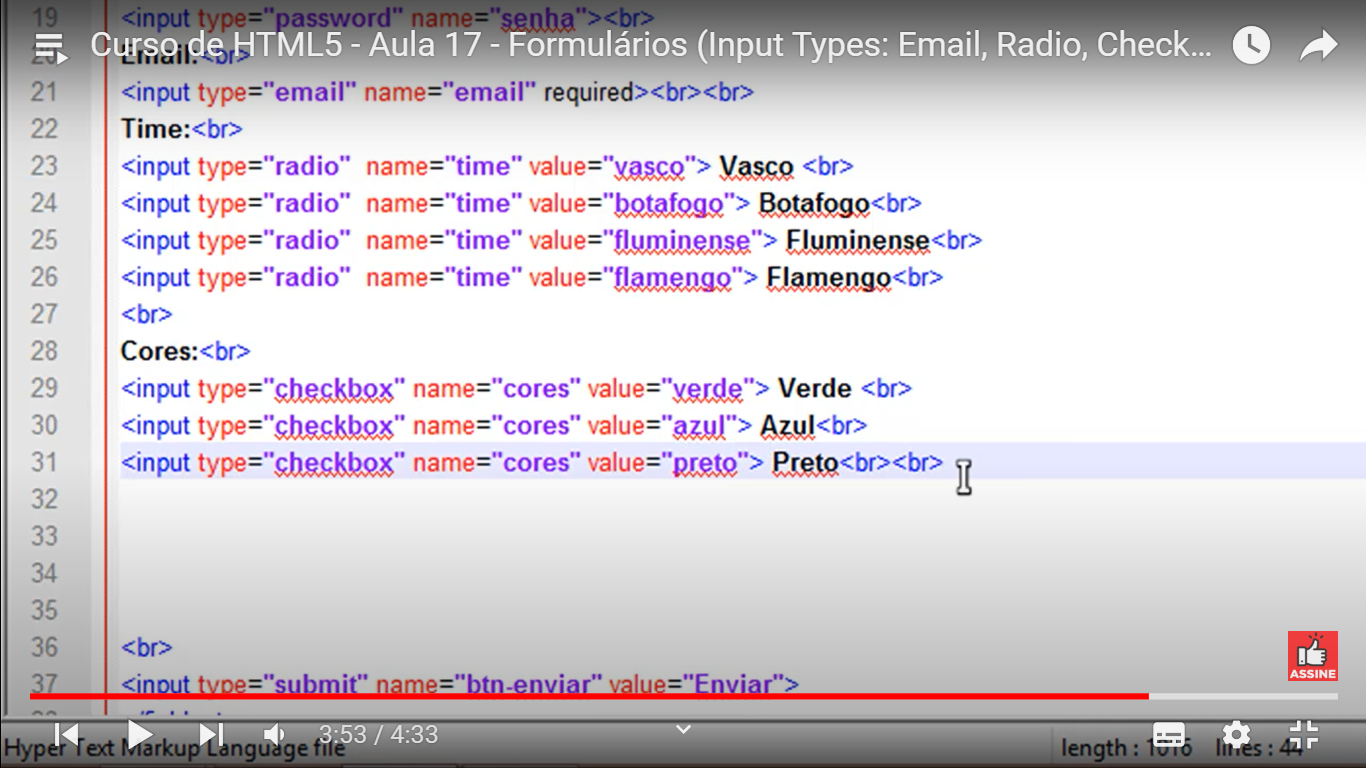 19 <input type="password" name="senha"><br>
Curso de HTML5 - Aula 17 - Formulários (Input Types: Email, Radio, Check...
20 Email:<br>
21 <input type="email" name="email" required><br><br>
22 Time:<br>
23 <input type="radio"  name="time" value="vasco"> Vasco <br>
24 <input type="radio"  name="time" value="botafogo"> Botafogo<br>
25 <input type="radio"  name="time" value="fluminense"> Fluminense<br>
26 <input type="radio"  name="time" value="flamengo"> Flamengo<br>
27 <br>
28 Cores:<br>
29 <input type="checkbox" name="cores" value="verde"> Verde <br>
30 <input type="checkbox" name="cores" value="azul"> Azul<br>
31 <input type="checkbox" name="cores" value="preto"> Preto<br><br>
32
33
34
35
36 <br>
ASSINE
37 <input type="submit" name="btn-enviar" value="Enviar">
3:53 / 4:33
Hyper Text Markup Language file length : 1016 lines : 44